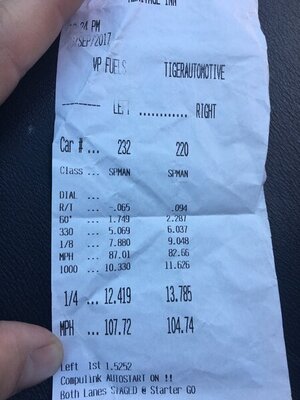 INN
24 PM
/SEP/2017
VP FUELS TIGERAUTOMOTIVE
LEFT ............ RIGHT
Car # ... 232 220
Class ... SPMAN SPMAN
DIAL ...
R/T ... -.065 .094
60' ... 1.749 2.287
330 ... 5.069 6.037
1/8 ... 7.880 9.048
MPH ... 87.01 82.66
1000 ... 10.330 11.626
1/4 ... 12.419 13.785
MPH ... 107.72 104.74
Left 1st 1.5252
Compulink AUTOSTART ON !!
Both Lanes STAGED @ Starter GO